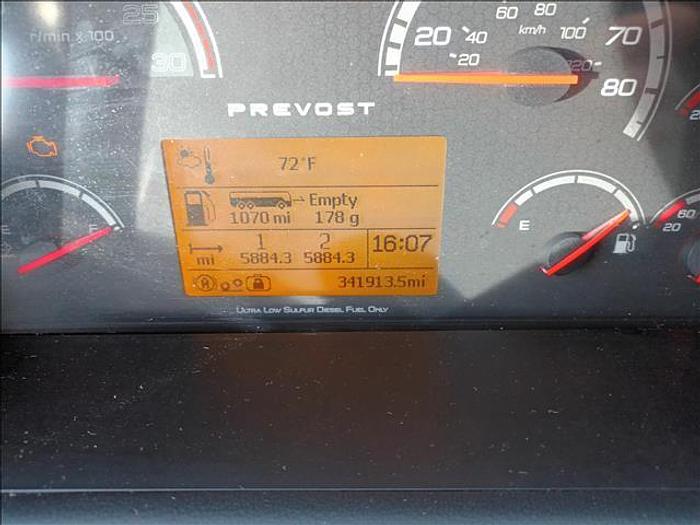 25
r/min x 100
30
60 80
20 40 km/h 100 70
20 120
80
PREVOST
72°F
Empty
1070 mi 178 g
1 2
mi 5884.3 5884.3 16:07
A 341913.5mi
E F
E
60
20
ULTRA LOW SULFUR DIESEL FUEL ONLY